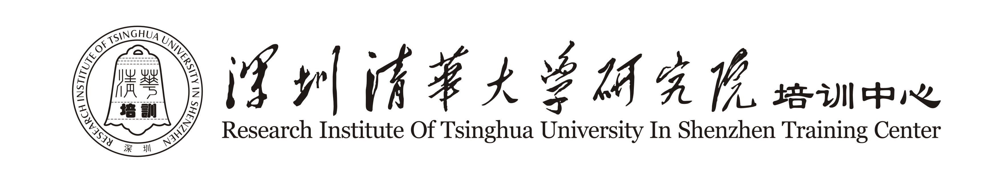 RESEARCH INSTITUTE OF TSINGHUA UNIVERSITY IN SHENZHEN
清華
培訓
深圳
深圳清華大学研究院 培训中心
Research Institute Of Tsinghua University In Shenzhen Training Center